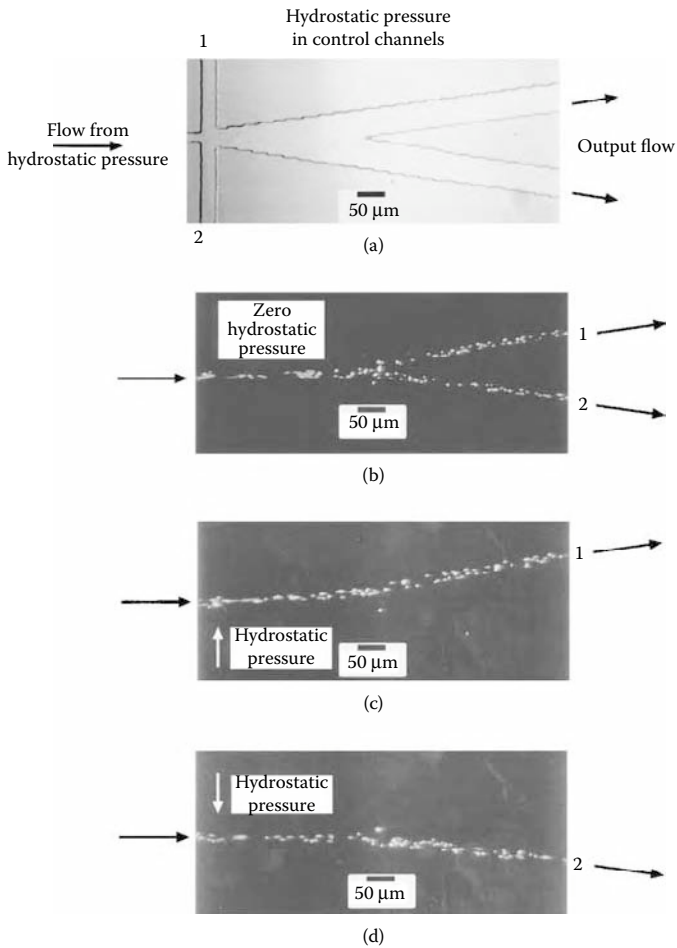 Hydrostatic pressure
in control channels
1
Flow from
hydrostatic pressure
Output flow
50 μm
2
(a)
Zero
hydrostatic
pressure
1
50 μm
2
(b)
1
Hydrostatic
pressure
50 μm
(c)
Hydrostatic
pressure
50 μm
2
(d)